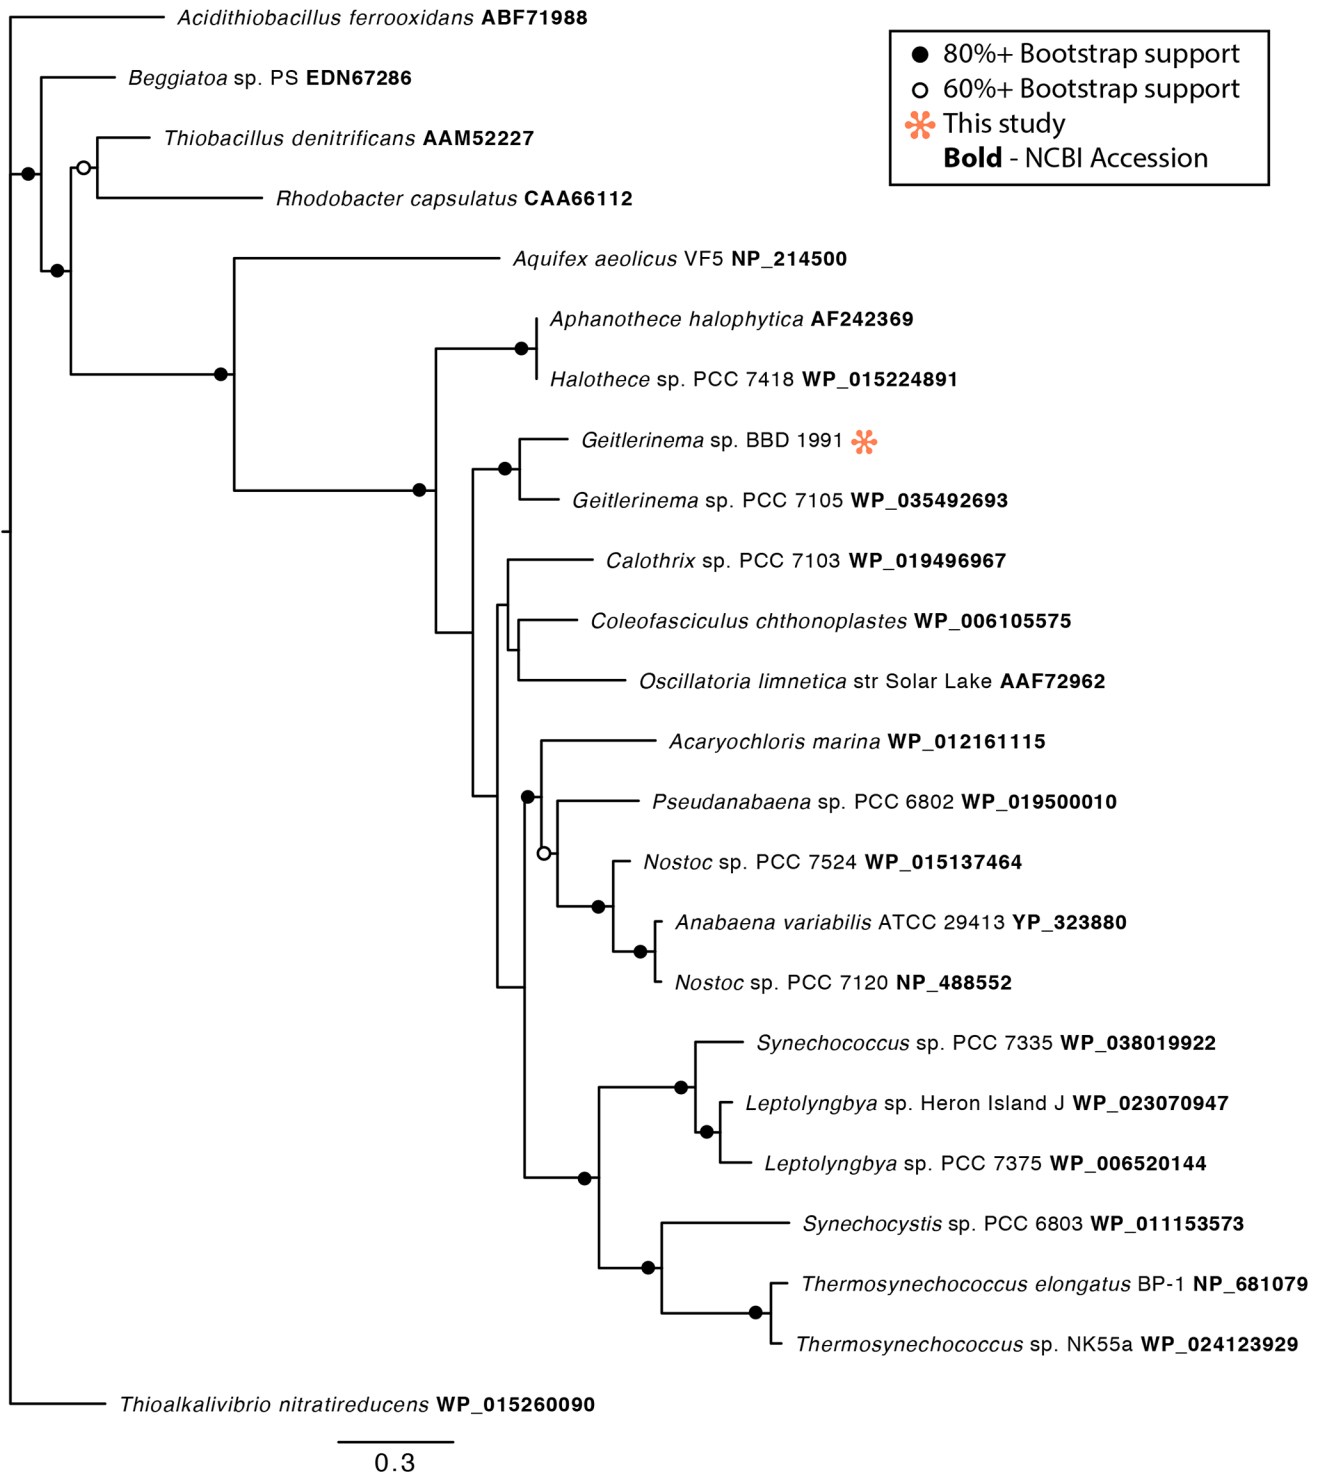 Acidithiobacillus ferrooxidans ABF71988
80%+ Bootstrap support
60%+ Bootstrap support
This study
Bold - NCBI Accession
Beggiatoa sp. PS EDN67286
Thiobacillus denitrificans AAM52227
Rhodobacter capsulatus CAA66112
Aquifex aeolicus VF5 NP_214500
Aphanothece halophytica AF242369
Halothece sp. PCC 7418 WP_015224891
Geitlerinema sp. BBD 1991
Geitlerinema sp. PCC 7105 WP_035492693
Calothrix sp. PCC 7103 WP_019496967
Coleofasciculus chthonoplastes WP_006105575
Oscillatoria limnetica str Solar Lake AAF72962
Acaryochloris marina WP_012161115
Pseudanabaena sp. PCC 6802 WP_019500010
Nostoc sp. PCC 7524 WP_015137464
Anabaena variabilis ATCC 29413 YP_323880
Nostoc sp. PCC 7120 NP_488552
Synechococcus sp. PCC 7335 WP_038019922
Leptolyngbya sp. Heron Island J WP_023070947
Leptolyngbya sp. PCC 7375 WP_006520144
Synechocystis sp. PCC 6803 WP_011153573
Thermosynechococcus elongatus BP-1 NP_681079
Thermosynechococcus sp. NK55a WP_024123929
Thioalkalivibrio nitratireducens WP_015260090
0.3